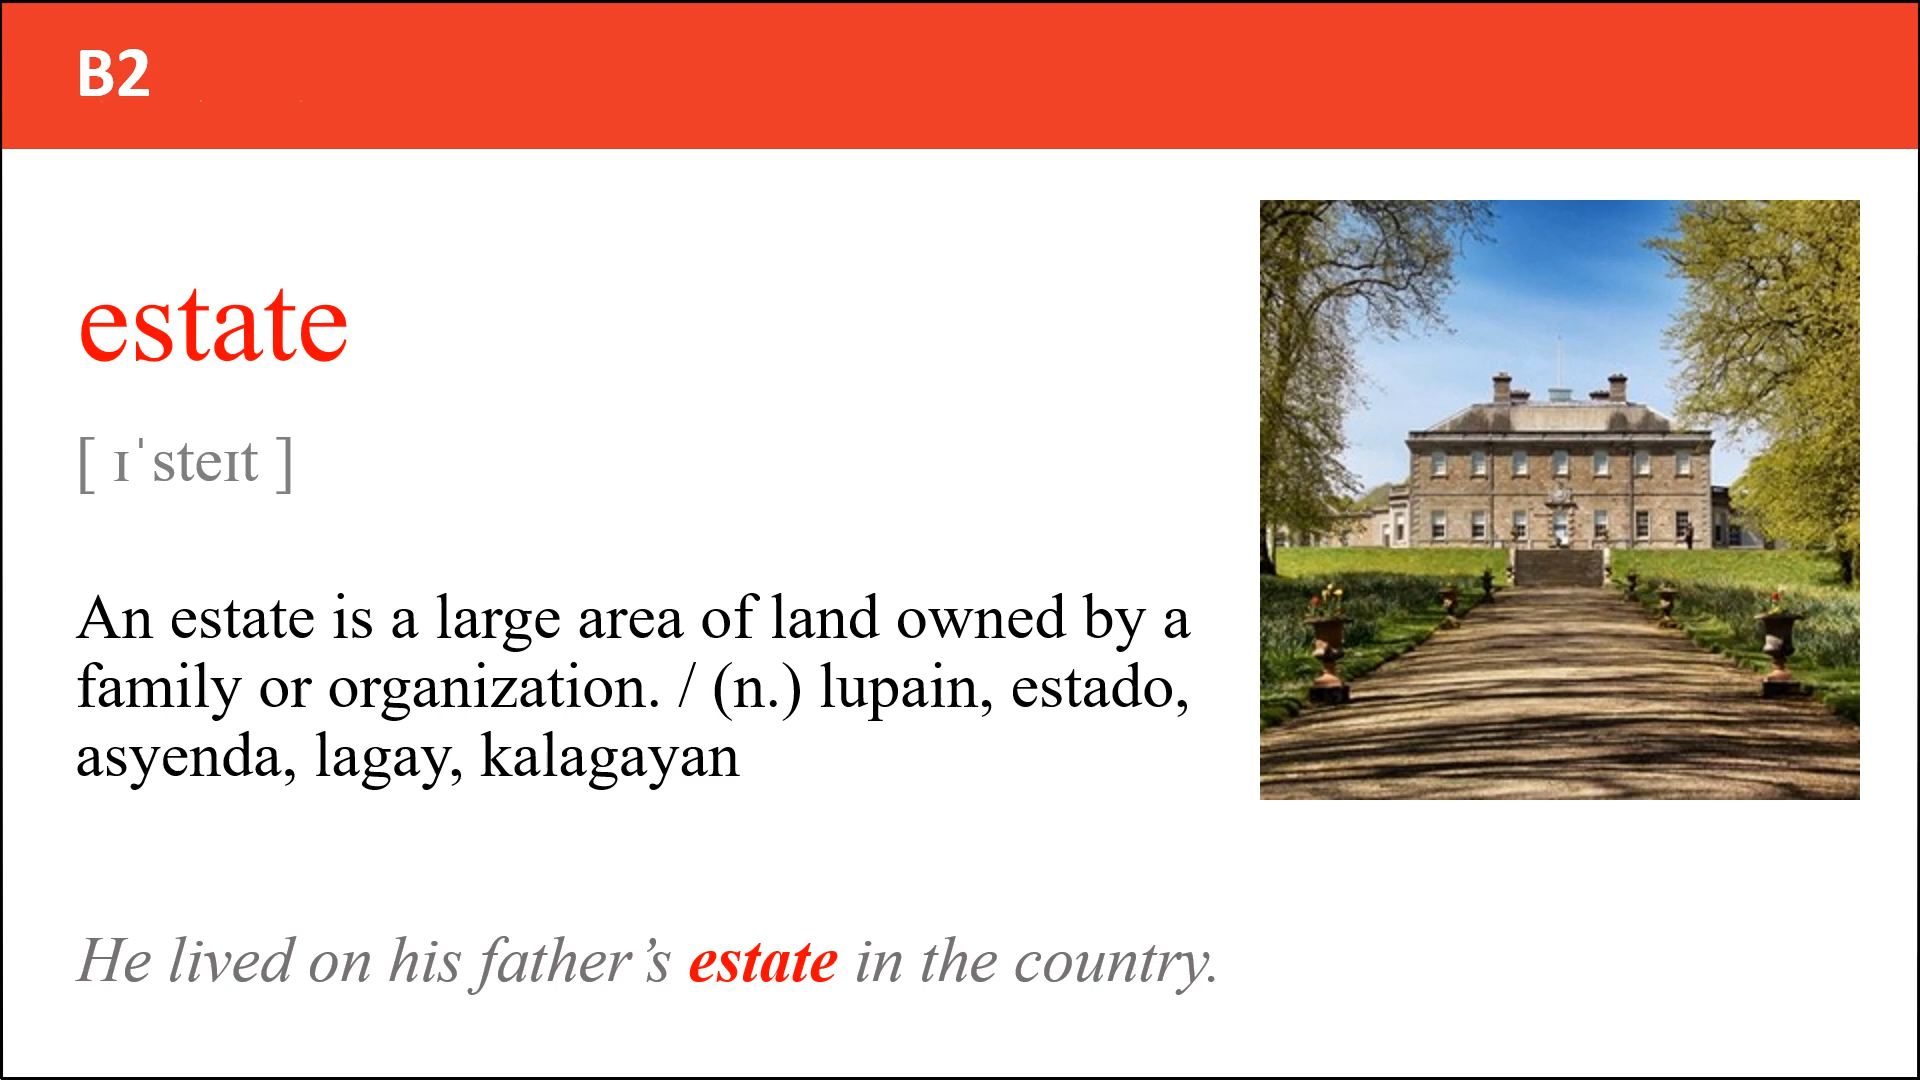 B2
estate
[ ɪˈsteɪt ]
An estate is a large area of land owned by a
family or organization. / (n.) lupain, estado,
asyenda, lagay, kalagayan
He lived on his father’s estate in the country.